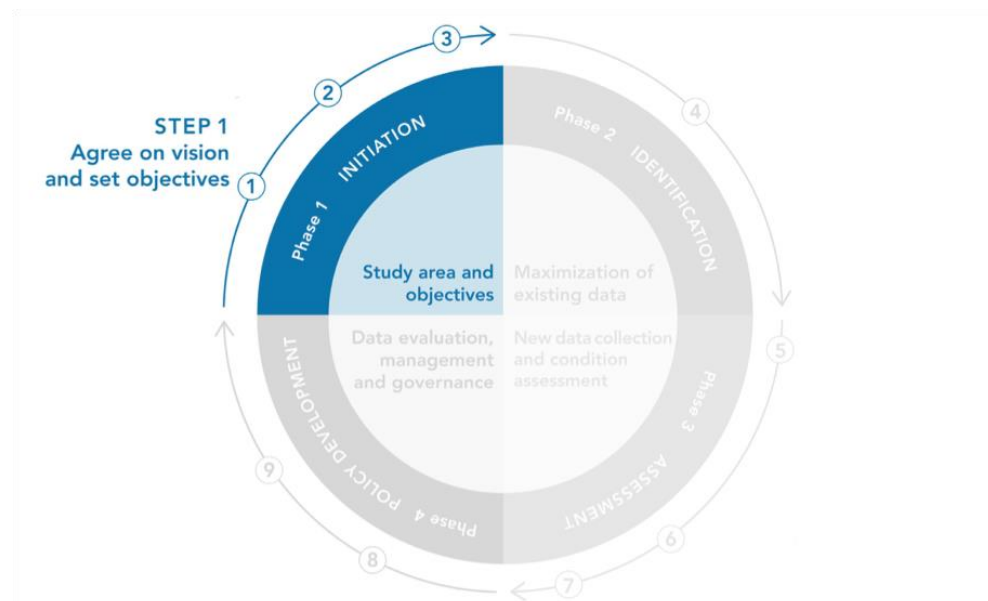 STEP 1
Agree on vision
and set objectives
1
2
3
Phase 1 INITIATION
Study area and
objectives
4
Phase 2 IDENTIFICATION
Maximization of
existing data
5
6
7
Phase 3 ASSESSMENT
New data collection
and condition
assessment
8
9
Phase 4 POLICY DEVELOPMENT
Data evaluation,
management
and governance